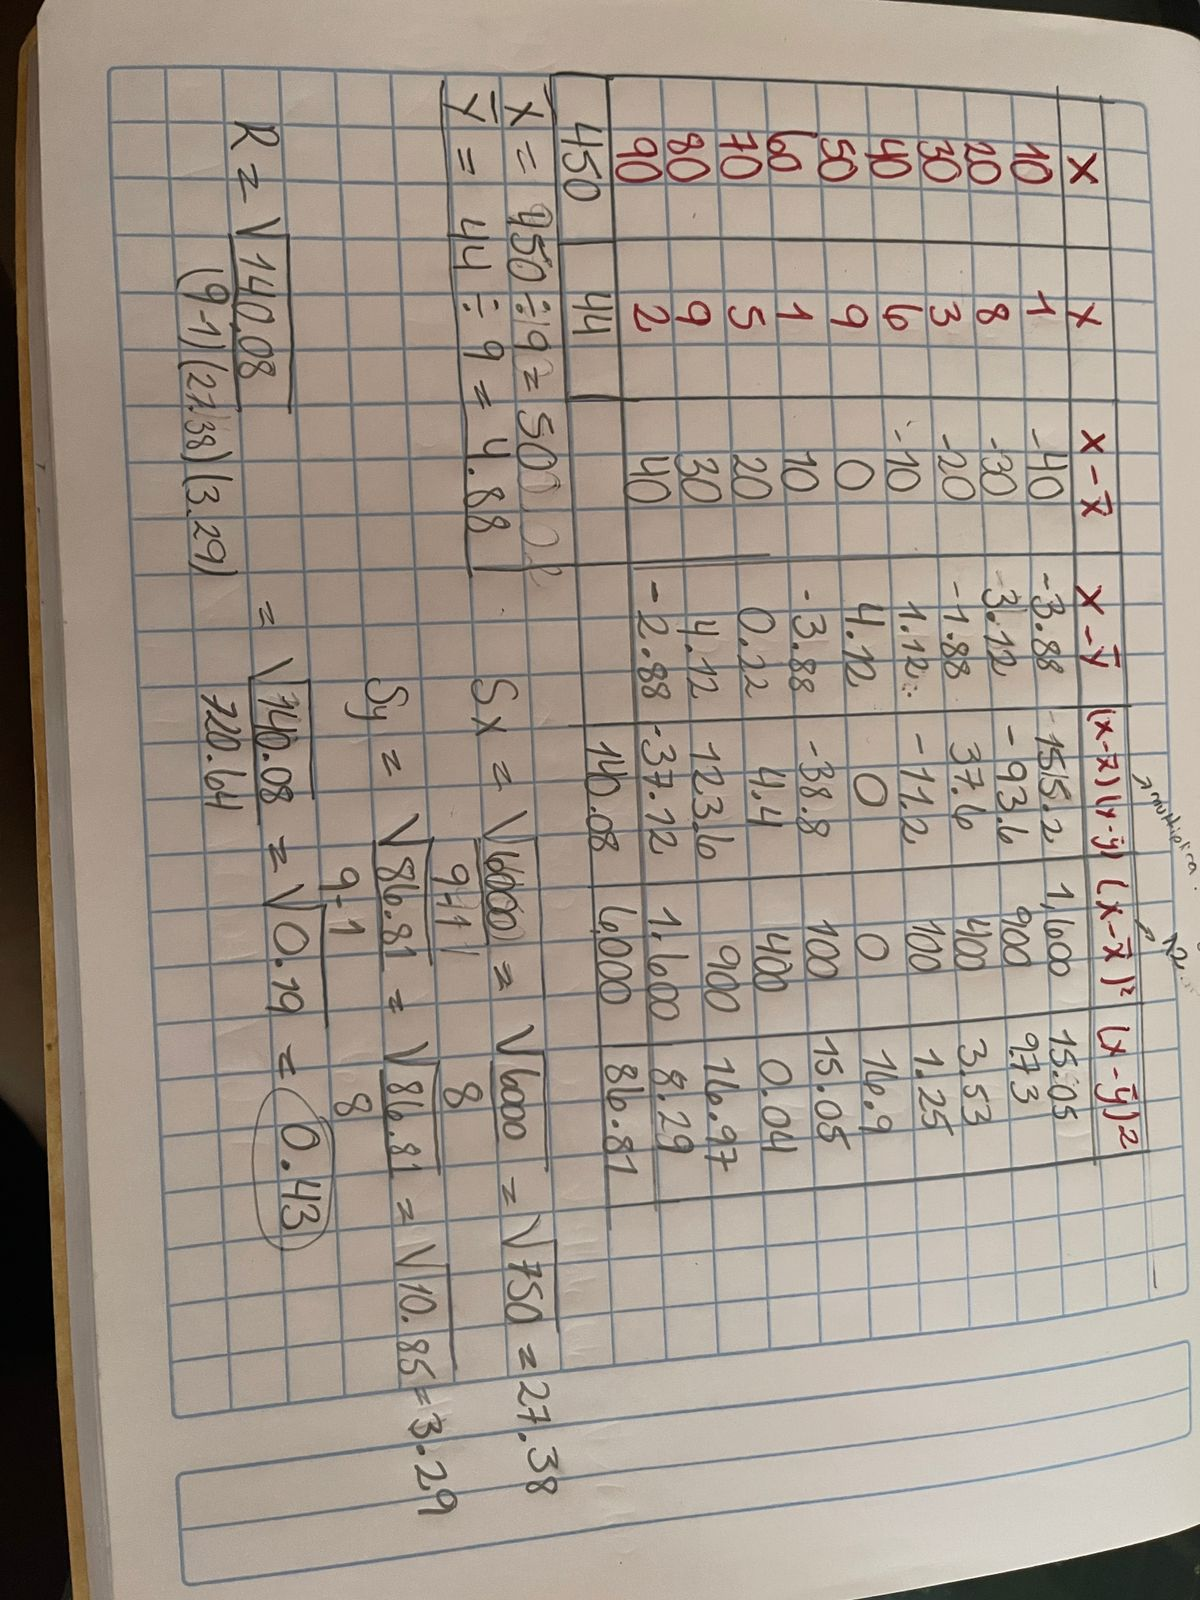 multiplica
x x x - x̄ x - ȳ (x-x̄)(x-ȳ) (x-x̄)² (x-ȳ)2
10 1 -40 -3.88 -155.2 1,600 15.05
20 8 -30 -3.12 -93.6 900 9.73
30 3 -20 -1.88 37.6 400 3.53
40 6 -10 1.12 -11.2 100 1.25
50 9 0 4.12 0 0 16.9
60 1 10 -3.88 -38.8 100 15.05
70 5 20 0.22 4.4 400 0.04
80 9 30 4.12 123.6 900 16.97
90 2 40 -2.88 -37.12 1,600 8.29
450 44 140.08 6,000 86.81
x̄ = 450 ÷ 9 = 50
Ȳ = 44 ÷ 9 = 4.88
Sx = √6000 / 9-1 = √6000 / 8 = √750 = 27.38
Sy = √86.81 / 9-1 = √86.81 / 8 = √10.85 = 3.29
R = √140.08 / (9-1)(27.38)(3.29) = √140.08 / 720.64 = √0.19 = 0.43